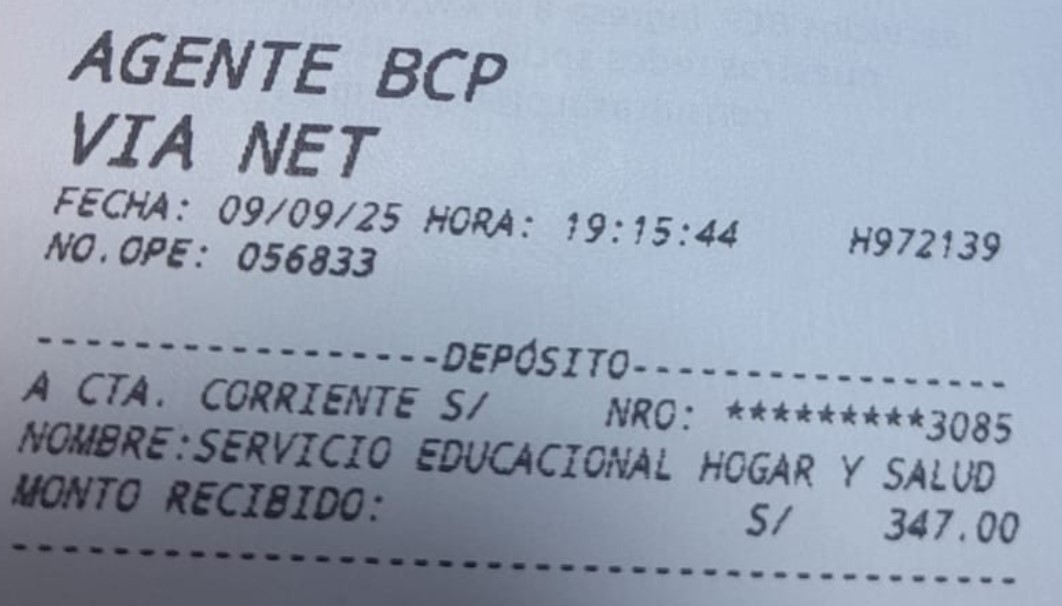 AGENTE BCP
VIA NET
FECHA: 09/09/25 HORA: 19:15:44 H972139
NO.OPE: 056833
------------------DEPÓSITO-----------------
A CTA. CORRIENTE S/ NRO: *********3085
NOMBRE:SERVICIO EDUCACIONAL HOGAR Y SALUD
MONTO RECIBIDO: S/ 347.00
--------------------------------------------